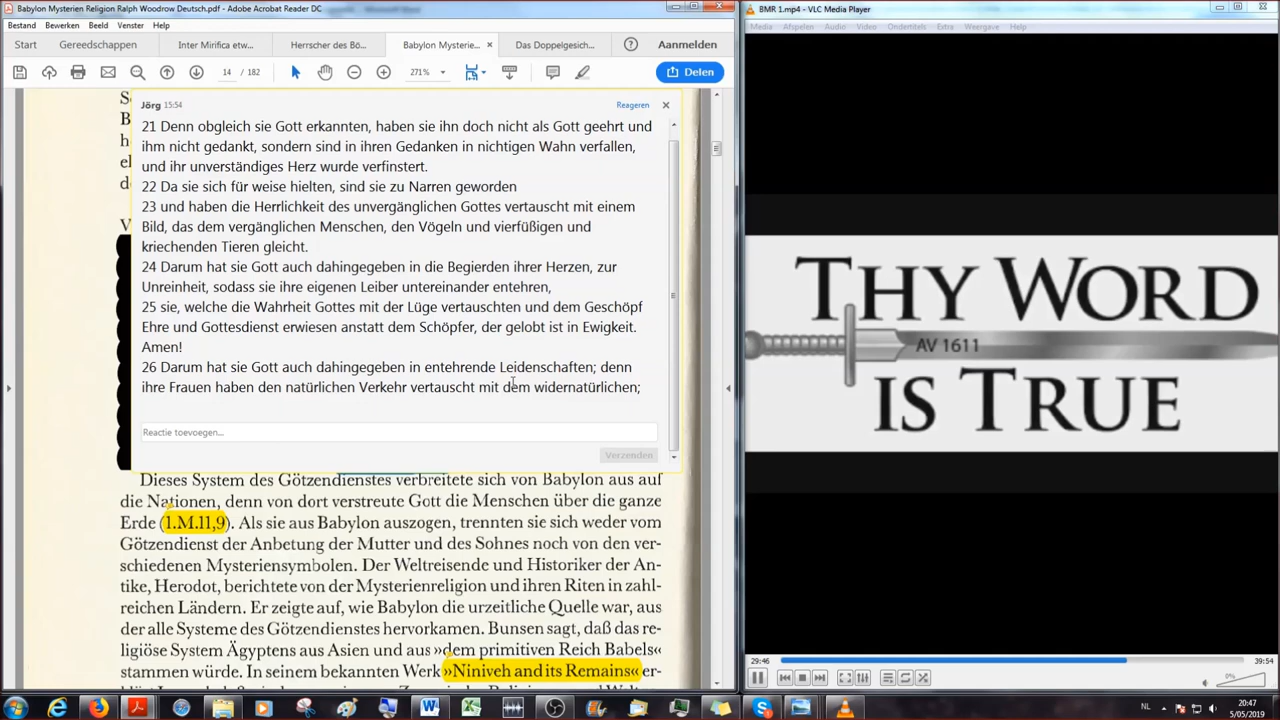 Babylon Mysterien Religion Ralph Woodrow Deutsch.pdf - Adobe Acrobat Reader DC
Bestand Bewerken Beeld Venster Help
Start Gereedschappen Inter Mirifica etw... Herrscher des Bö... Babylon Mysterie... × Das Doppelgesich... Aanmelden
14 / 182 271% Delen
Jörg 15:54 Reageren
21 Denn obgleich sie Gott erkannten, haben sie ihn doch nicht als Gott geehrt und
ihm nicht gedankt, sondern sind in ihren Gedanken in nichtigen Wahn verfallen,
und ihr unverständiges Herz wurde verfinstert.
22 Da sie sich für weise hielten, sind sie zu Narren geworden
23 und haben die Herrlichkeit des unvergänglichen Gottes vertauscht mit einem
Bild, das dem vergänglichen Menschen, den Vögeln und vierfüßigen und
kriechenden Tieren gleicht.
24 Darum hat sie Gott auch dahingegeben in die Begierden ihrer Herzen, zur
Unreinheit, sodass sie ihre eigenen Leiber untereinander entehren,
25 sie, welche die Wahrheit Gottes mit der Lüge vertauschten und dem Geschöpf
Ehre und Gottesdienst erwiesen anstatt dem Schöpfer, der gelobt ist in Ewigkeit.
Amen!
26 Darum hat sie Gott auch dahingegeben in entehrende Leidenschaften; denn
ihre Frauen haben den natürlichen Verkehr vertauscht mit dem widernatürlichen;
Reactie toevoegen...
Verzenden
Dieses System des Götzendienstes verbreitete sich von Babylon aus auf
die Nationen, denn von dort verstreute Gott die Menschen über die ganze
Erde (1.M.11,9). Als sie aus Babylon auszogen, trennten sie sich weder vom
Götzendienst der Anbetung der Mutter und des Sohnes noch von den ver-
schiedenen Mysteriensymbolen. Der Weltreisende und Historiker der An-
tike, Herodot, berichtete von der Mysterienreligion und ihren Riten in zahl-
reichen Ländern. Er zeigte auf, wie Babylon die urzeitliche Quelle war, aus
der alle Systeme des Götzendienstes hervorkamen. Bunsen sagt, daß das re-
ligiöse System Ägyptens aus Asien und aus »dem primitiven Reich Babels«
stammen würde. In seinen bekannten Werk »Niniveh and its Remains« er-
BMR 1.mp4 - VLC Media Player
Media Afspelen Audio Video Ondertitels Extra Weergave Help
THY WORD
AV 1611
IS TRUE
29:46 39:54
NL 20:47
5/05/2019